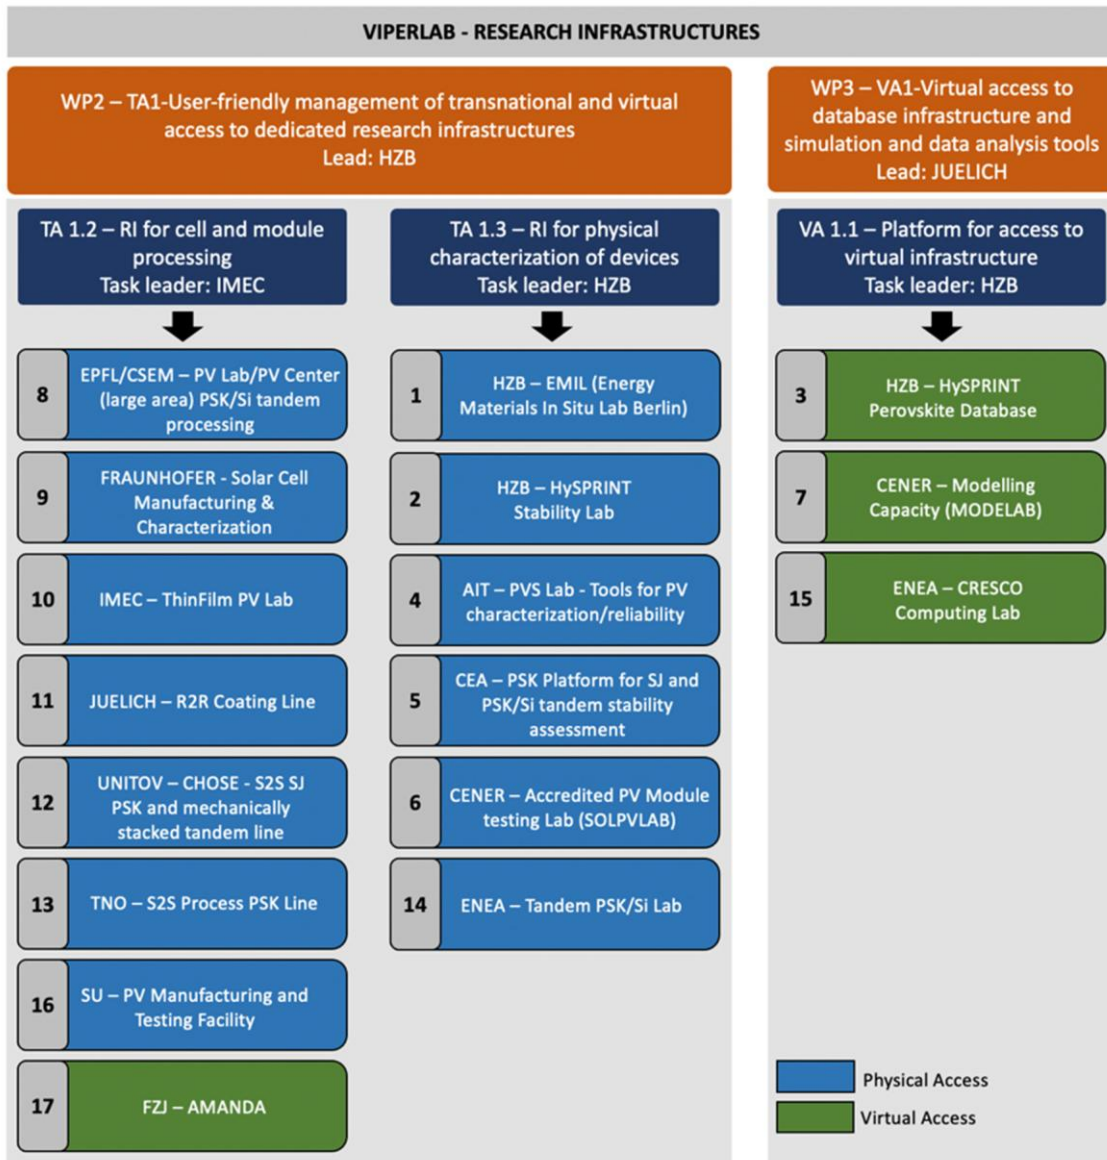 VIPERLAB - RESEARCH INFRASTRUCTURES
WP2 – TA1-User-friendly management of transnational and virtual
access to dedicated research infrastructures
Lead: HZB
WP3 – VA1-Virtual access to
database infrastructure and
simulation and data analysis tools
Lead: JUELICH
TA 1.2 – RI for cell and module
processing
Task leader: IMEC
8
EPFL/CSEM – PV Lab/PV Center
(large area) PSK/Si tandem
processing
9
FRAUNHOFER - Solar Cell
Manufacturing &
Characterization
10
IMEC – ThinFilm PV Lab
11
JUELICH – R2R Coating Line
12
UNITOV – CHOSE - S2S SJ
PSK and mechanically
stacked tandem line
13
TNO – S2S Process PSK Line
16
SU – PV Manufacturing and
Testing Facility
17
FZJ – AMANDA
TA 1.3 – RI for physical
characterization of devices
Task leader: HZB
1
HZB – EMIL (Energy
Materials In Situ Lab Berlin)
2
HZB – HySPRINT
Stability Lab
4
AIT – PVS Lab - Tools for PV
characterization/reliability
5
CEA – PSK Platform for SJ and
PSK/Si tandem stability
assessment
6
CENER – Accredited PV Module
testing Lab (SOLPVLAB)
14
ENEA – Tandem PSK/Si Lab
VA 1.1 – Platform for access to
virtual infrastructure
Task leader: HZB
3
HZB – HySPRINT
Perovskite Database
7
CENER – Modelling
Capacity (MODELAB)
15
ENEA – CRESCO
Computing Lab
Physical Access
Virtual Access